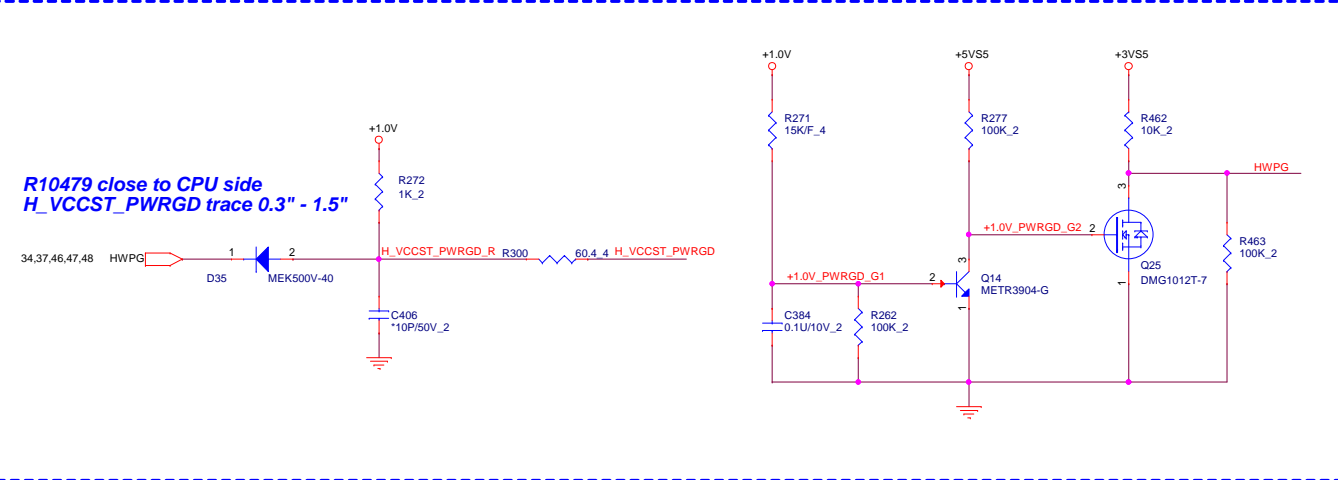 +1.0V
R272
1K_2
R10479 close to CPU side
H_VCCST_PWRGD trace 0.3" - 1.5"
34,37,46,47,48 HWPG
1
2
D35
MEK500V-40
H_VCCST_PWRGD_R
R300
60.4_4
H_VCCST_PWRGD
C406
*10P/50V_2
+1.0V
+5VS5
+3VS5
R271
15K/F_4
R277
100K_2
R462
10K_2
HWPG
3
+1.0V_PWRGD_G2
2
R463
100K_2
Q25
DMG1012T-7
1
+1.0V_PWRGD_G1
2
3
Q14
METR3904-G
1
C384
0.1U/10V_2
R262
100K_2